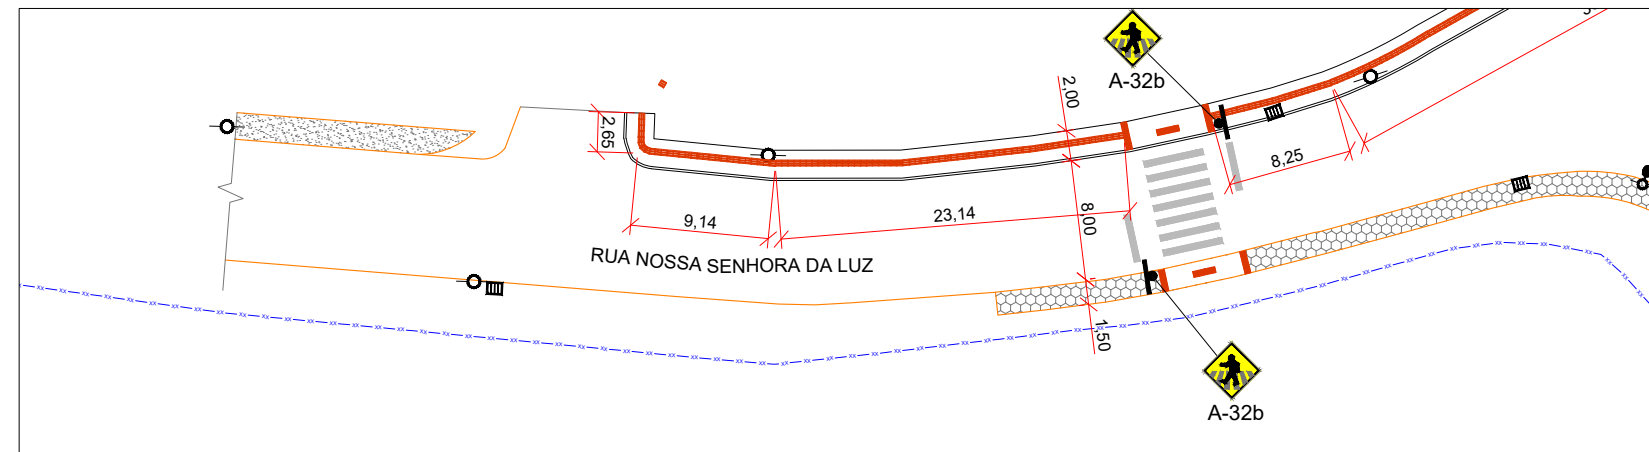 A-32b
2,00
2,65
8,25
9,14
23,14
8,00
RUA NOSSA SENHORA DA LUZ
1,50
A-32b